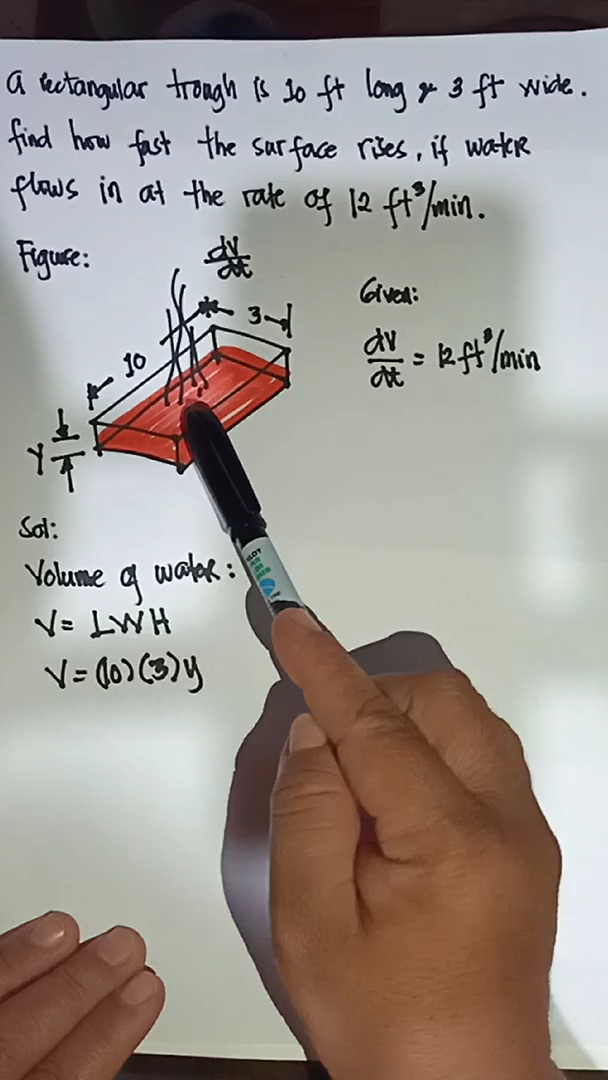 A rectangular trough is 10 ft long & 3 ft wide.
find how fast the surface rises, if water
flows in at the rate of 12 ft³/min.
Figure:
dV/dt
Given:
dV/dt = 12 ft³/min
3
10
Y
Sol:
Volume of water:
V = LWH
V = (10)(3)y
PILOT